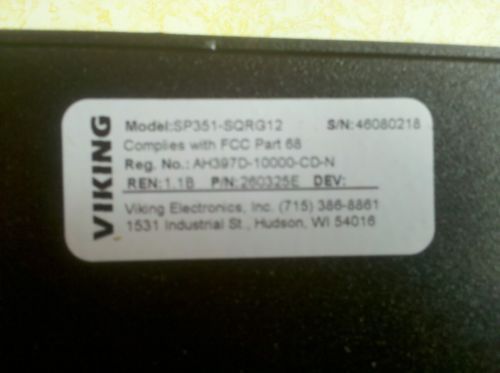 VIKING
Model:SP351-SQRG12 S/N:46080218
Complies with FCC Part 68
Reg. No.: AH397D-10000-CD-N
REN:1.1B P/N:260325E DEV:
Viking Electronics, Inc. (715) 386-8861
1531 Industrial St., Hudson, WI 54016